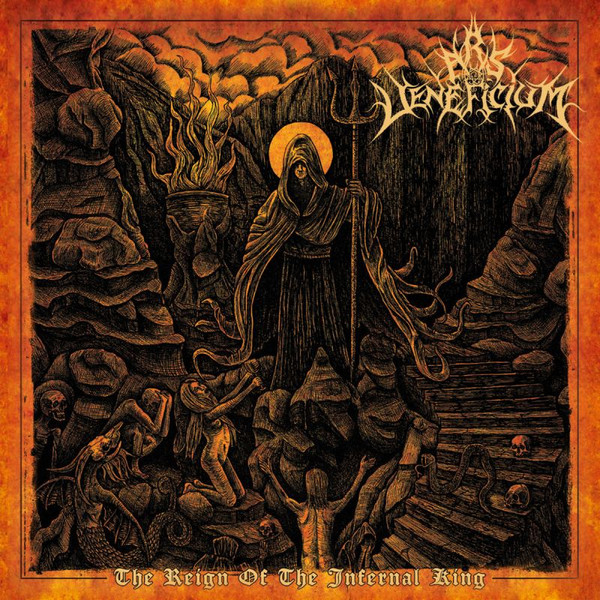 ARS
VENEFICIUM
The Reign Of The Infernal King